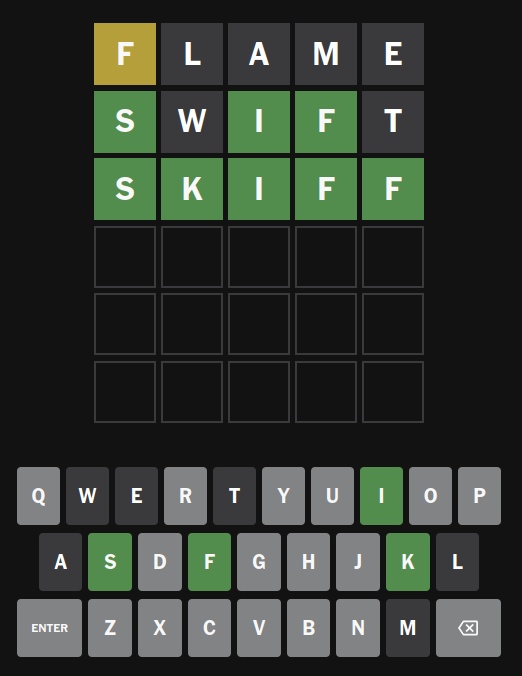 F L A M E
S W I F T
S K I F F
Q W E R T Y U I O P
A S D F G H J K L
ENTER Z X C V B N M